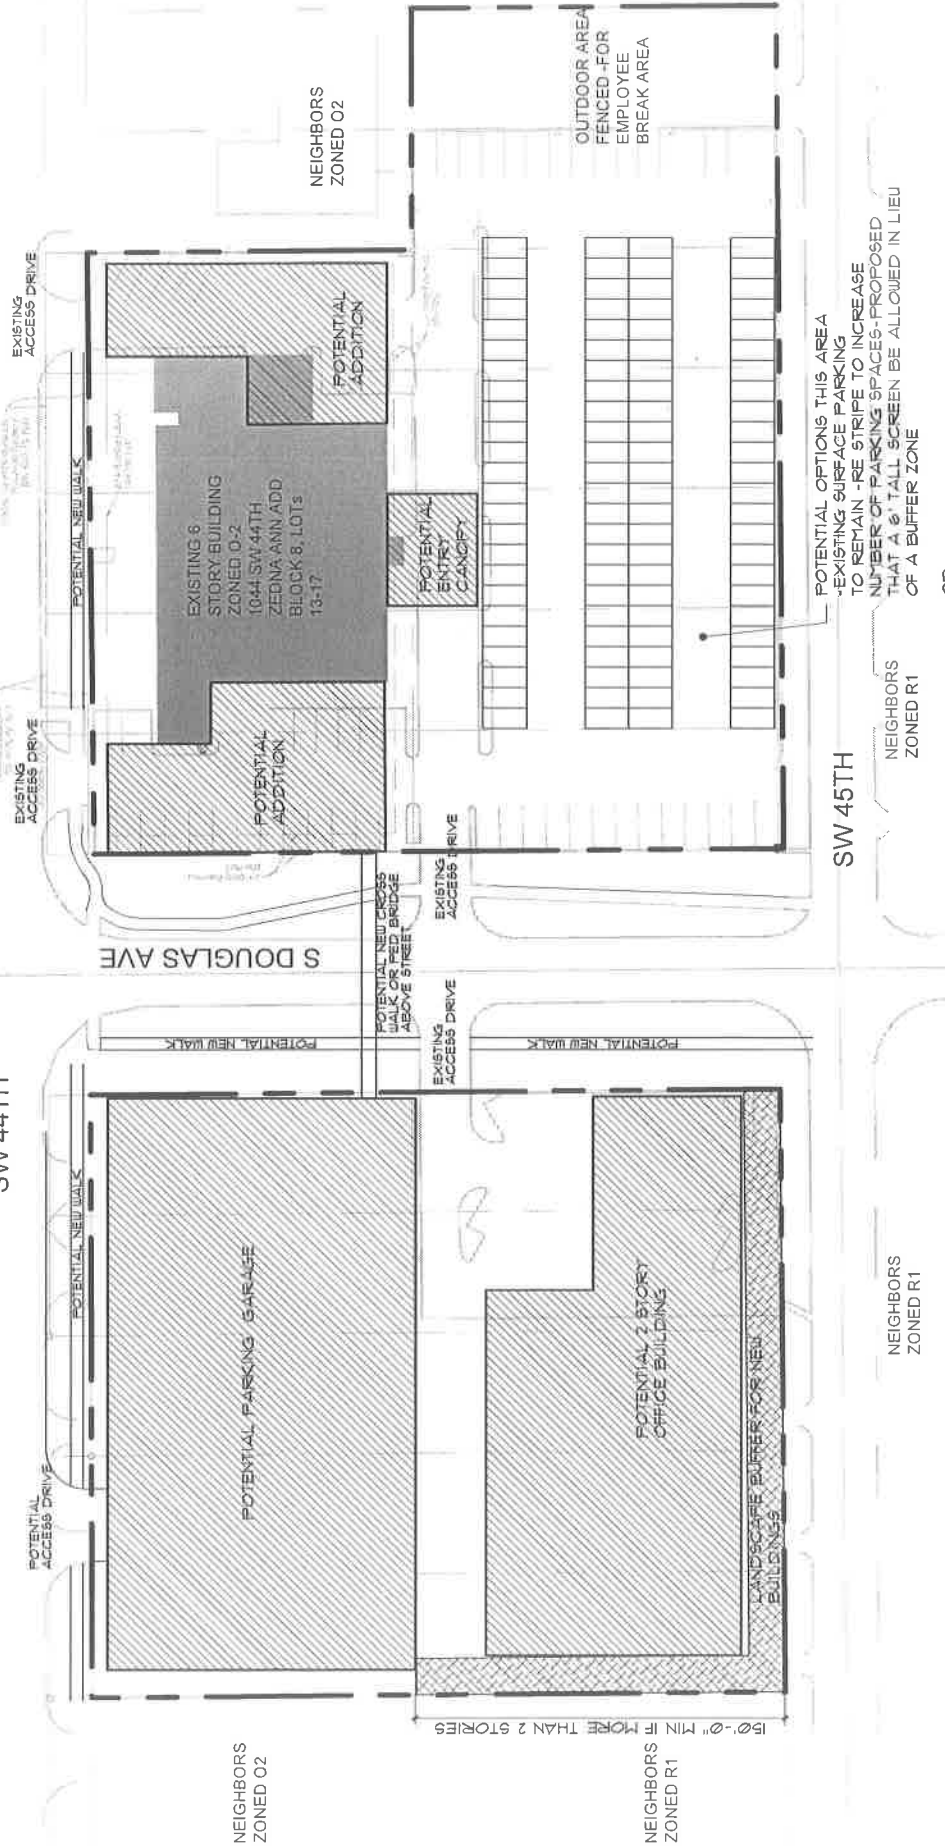 SW 44TH
POTENTIAL
ACCESS DRIVE
POTENTIAL NEW WALK
EXISTING
ACCESS DRIVE
POTENTIAL NEW WALK
EXISTING
ACCESS DRIVE
NEIGHBORS
ZONED O2
POTENTIAL PARKING GARAGE
POTENTIAL NEW WALK
S DOUGLAS AVE
POTENTIAL
ADDITION
EXISTING 6
STORY BUILDING
ZONED O-2
1044 SW 44TH
ZEDNA ANN ADD
BLOCK 8, LOTs
13-17
POTENTIAL
ADDITION
NEIGHBORS
ZONED O2
POTENTIAL NEW CROSS
WALK OR PED BRIDGE
ABOVE STREET
POTENTIAL
ENTRY
CANOPY
EXISTING
ACCESS DRIVE
EXISTING
ACCESS DRIVE
150'-0" MIN IF MORE THAN 2 STORIES
NEIGHBORS
ZONED R1
POTENTIAL 2 STORY
OFFICE BUILDING
POTENTIAL NEW WALK
OUTDOOR AREA
FENCED -FOR
EMPLOYEE
BREAK AREA
LANDSCAPE BUFFER FOR NEW
BUILDINGS
SW 45TH
POTENTIAL OPTIONS THIS AREA
-EXISTING SURFACE PARKING
TO REMAIN -RE STRIPE TO INCREASE
NUMBER OF PARKING SPACES-PROPOSED
THAT A 6' TALL SCREEN BE ALLOWED IN LIEU
OF A BUFFER ZONE
NEIGHBORS
ZONED R1
NEIGHBORS
ZONED R1